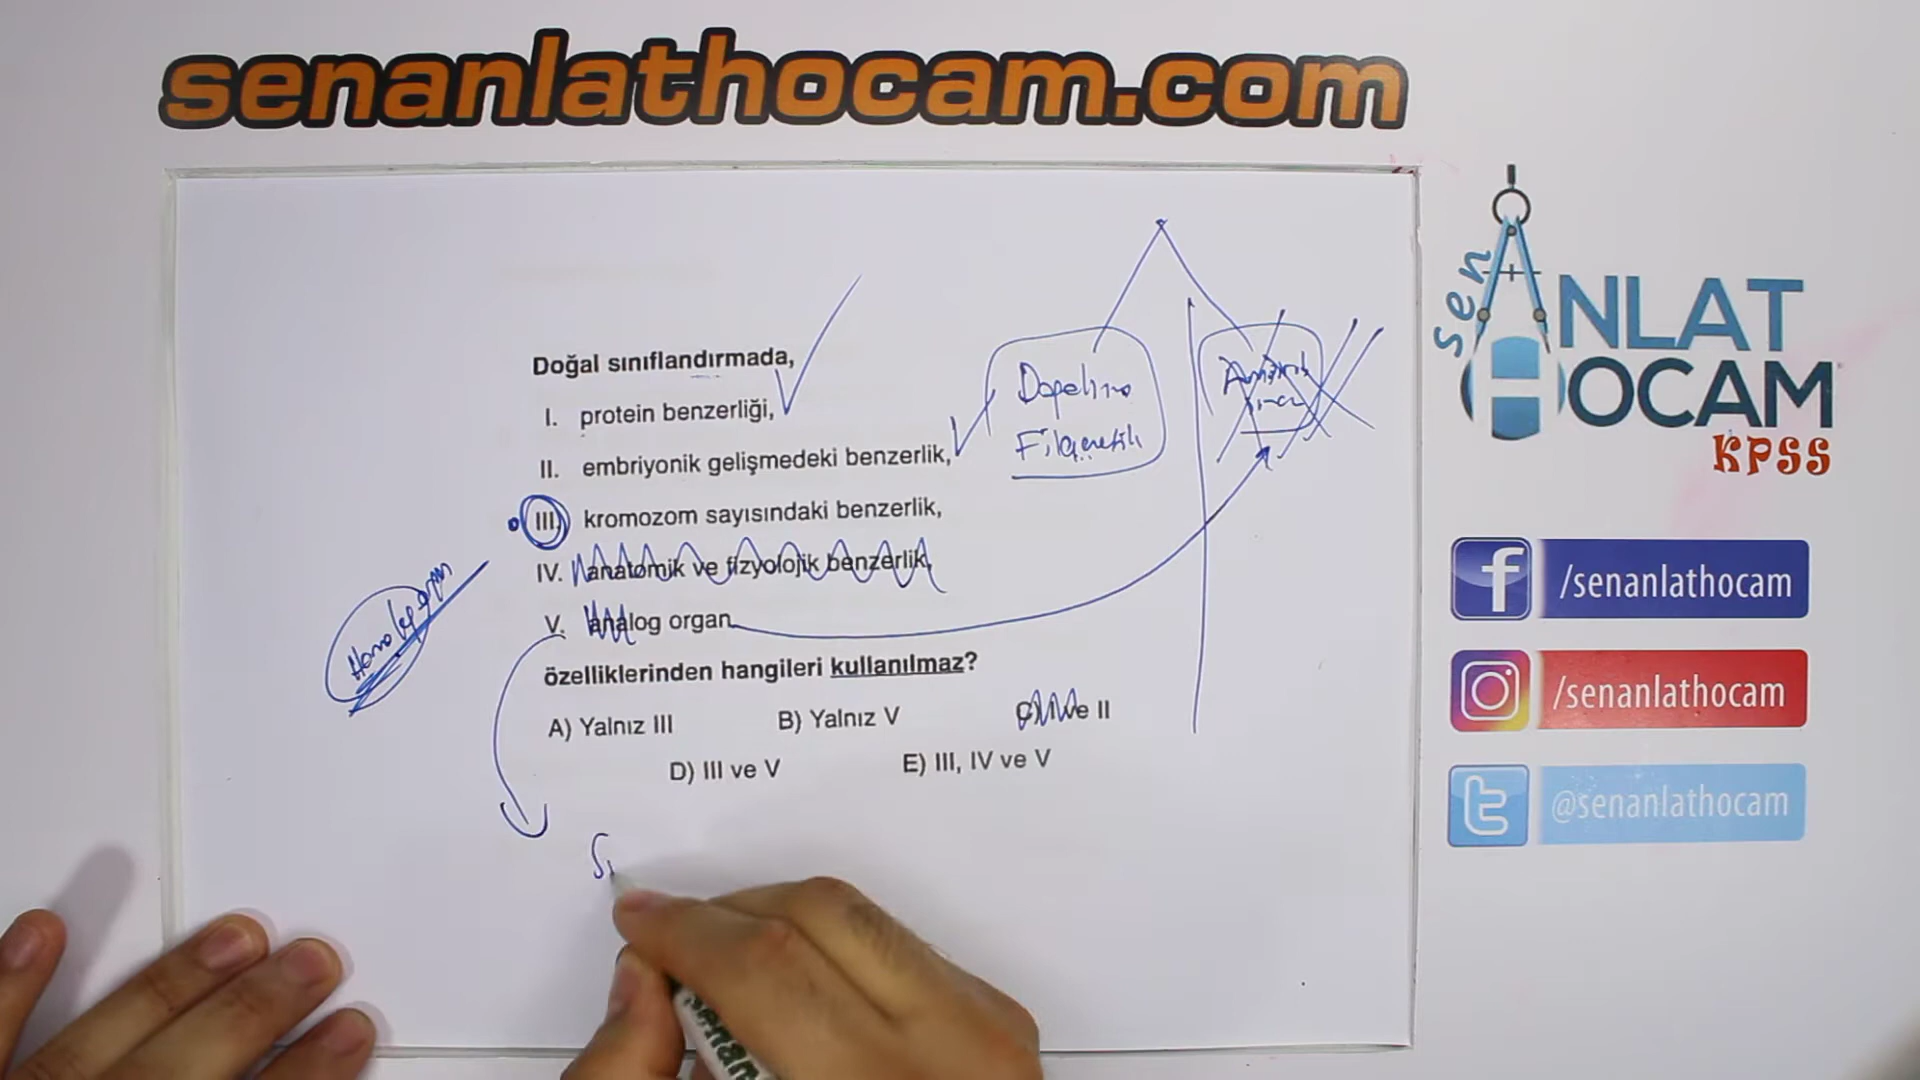 senanlathocam.com
sen
ANLAT
HOCAM
KPSS
Doğal sınıflandırmada,
I. protein benzerliği,
II. embriyonik gelişmedeki benzerlik,
III. kromozom sayısındaki benzerlik,
IV. anatomik ve fizyolojik benzerlik,
V. analog organ
özelliklerinden hangileri kullanılmaz?
A) Yalnız III
B) Yalnız V
C) I ve II
D) III ve V
E) III, IV ve V
Filogenetik
/senanlathocam
/senanlathocam
@senanlathocam